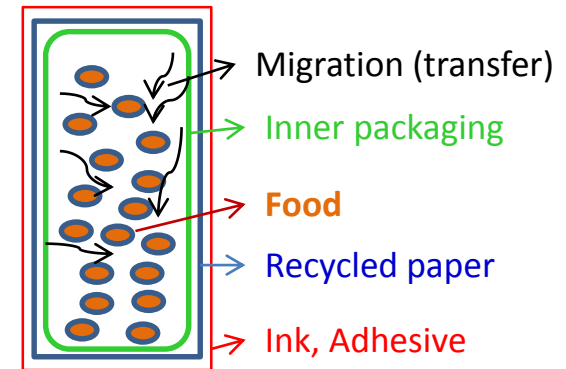 Migration (transfer)
Inner packaging
Food
Recycled paper
Ink, Adhesive